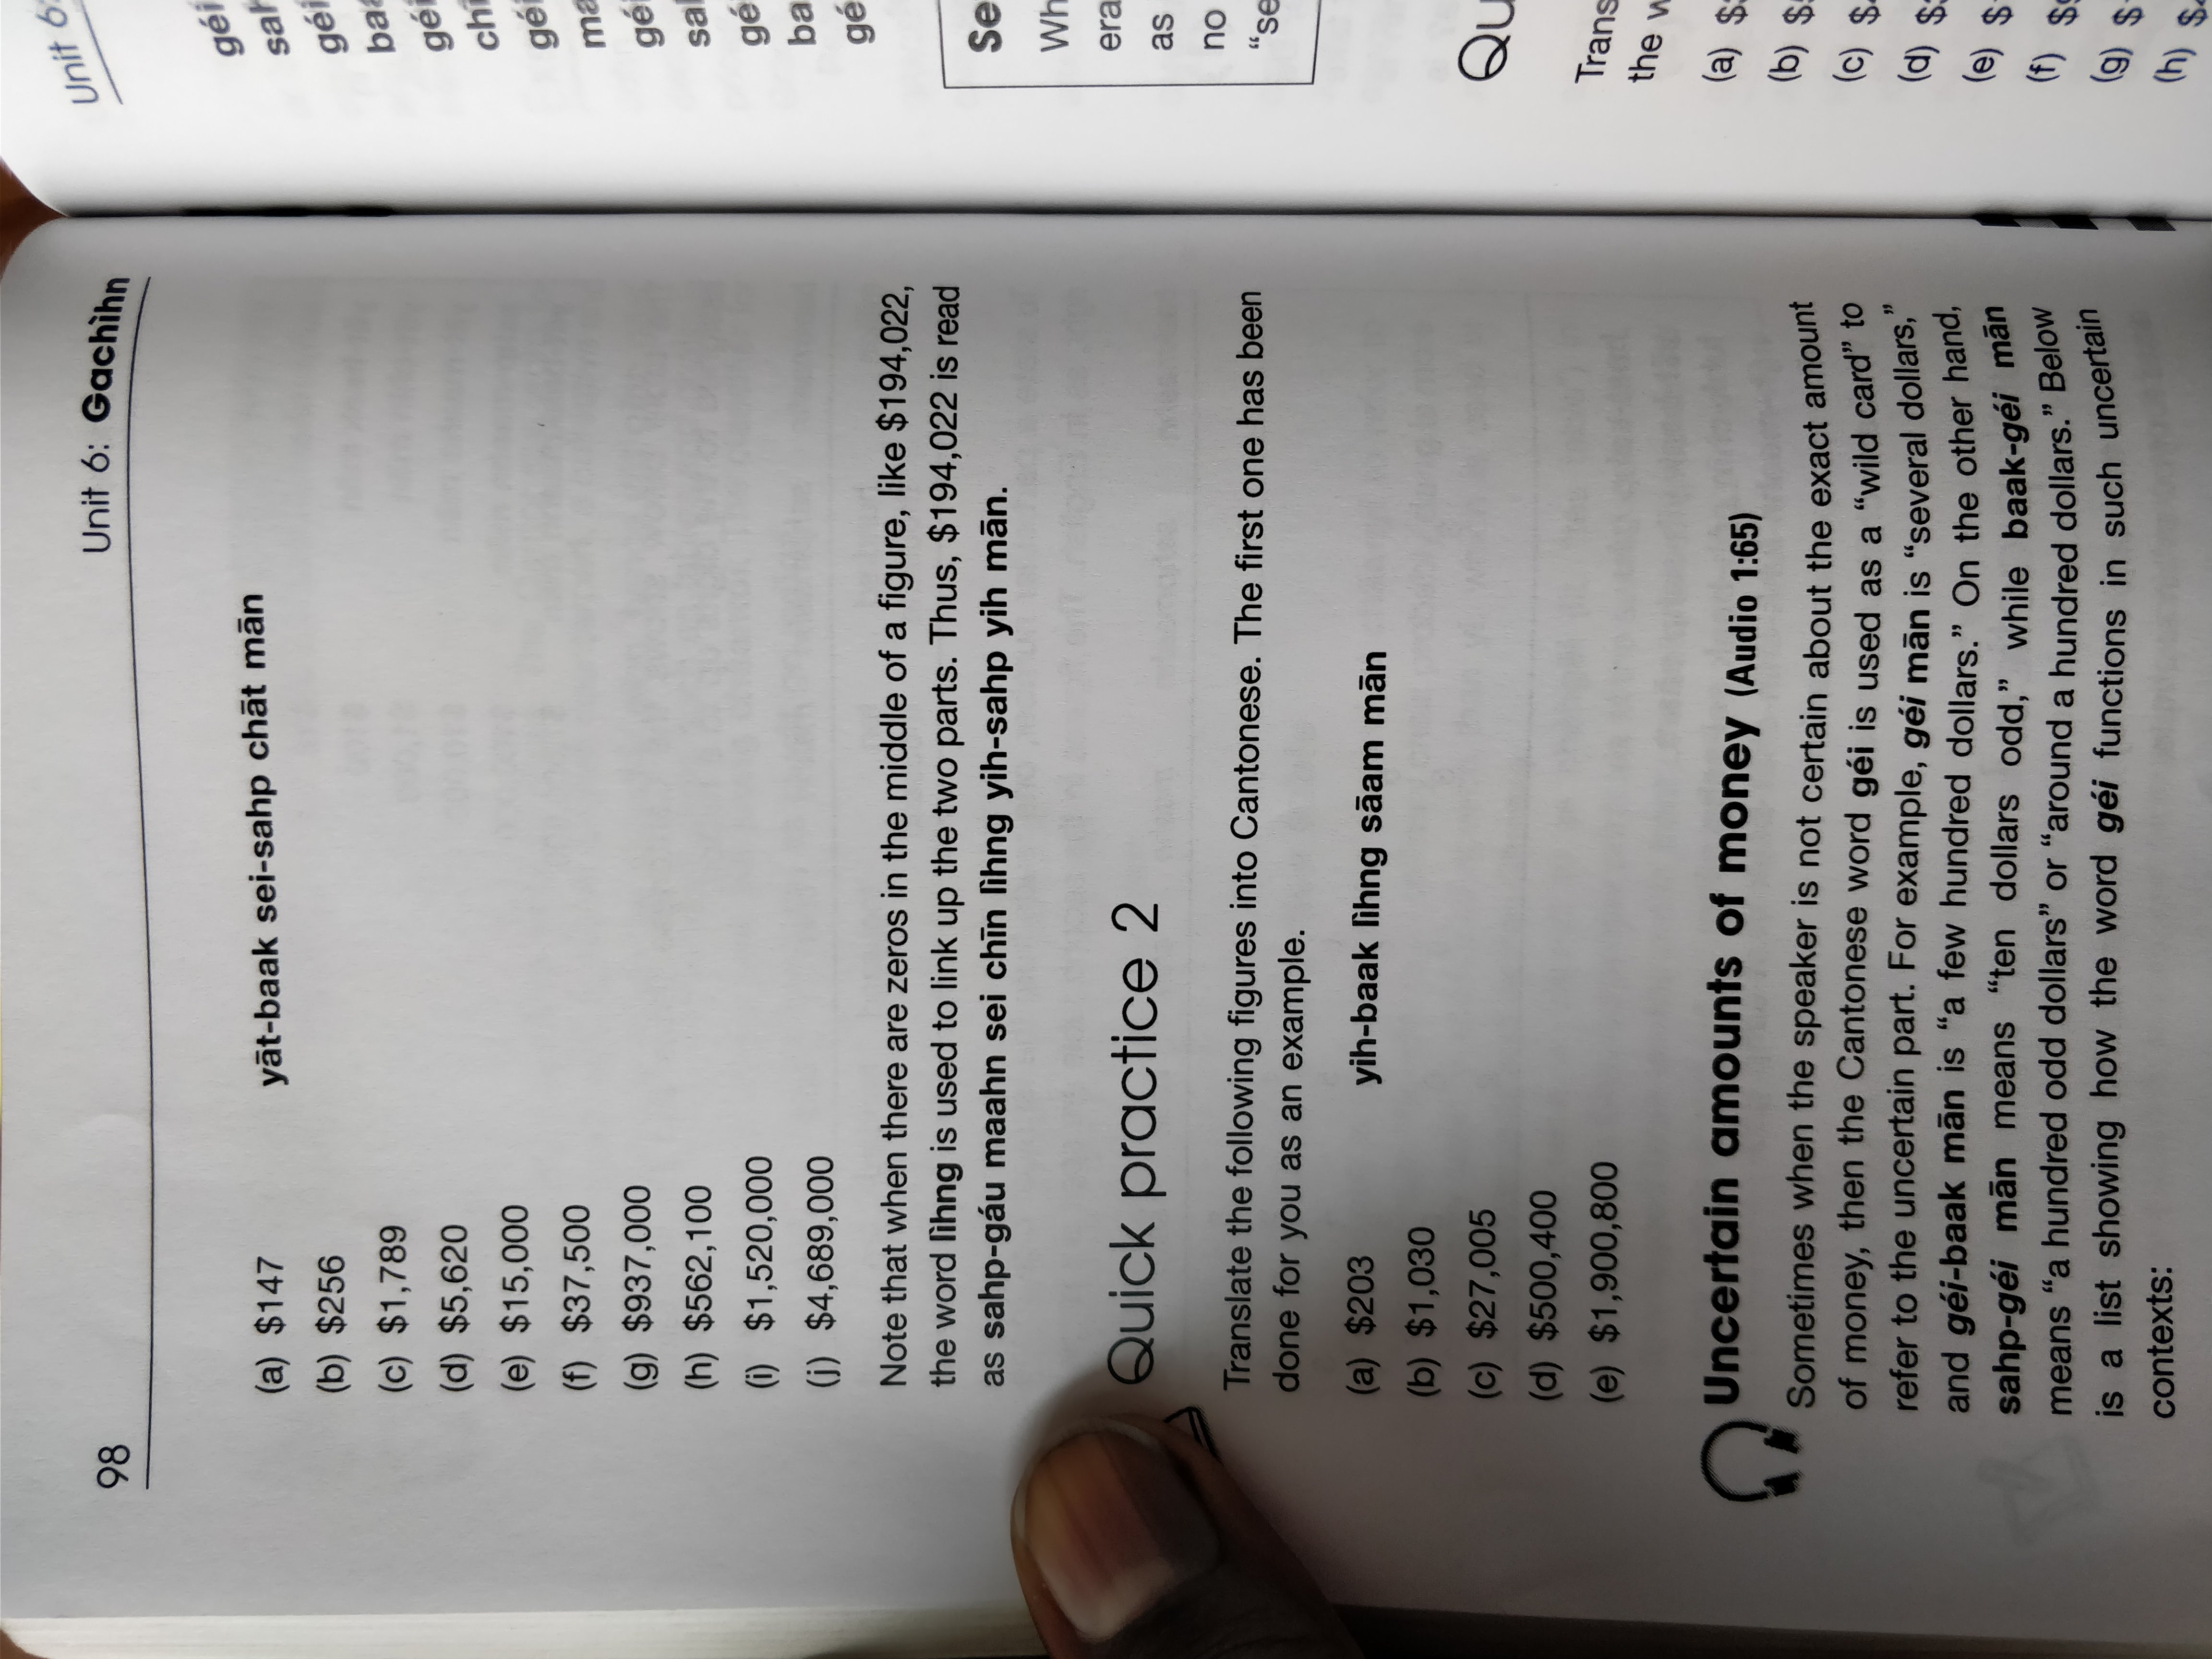 98 Unit 6: Gachìhn
(a) $147 yāt-baak sei-sahp chāt mān
(b) $256
(c) $1,789
(d) $5,620
(e) $15,000
(f) $37,500
(g) $937,000
(h) $562,100
(i) $1,520,000
(j) $4,689,000
Note that when there are zeros in the middle of a figure, like $194,022,
the word lìhng is used to link up the two parts. Thus, $194,022 is read
as sahp-gáu maahn sei chīn lìhng yih-sahp yih mān.
Quick practice 2
Translate the following figures into Cantonese. The first one has been
done for you as an example.
(a) $203 yih-baak lìhng sāam mān
(b) $1,030
(c) $27,005
(d) $500,400
(e) $1,900,800
Uncertain amounts of money (Audio 1:65)
Sometimes when the speaker is not certain about the exact amount
of money, then the Cantonese word géi is used as a “wild card” to
refer to the uncertain part. For example, géi mān is “several dollars,”
and géi-baak mān is “a few hundred dollars.” On the other hand,
sahp-géi mān means “ten dollars odd,” while baak-géi mān
means “a hundred odd dollars” or “around a hundred dollars.” Below
is a list showing how the word géi functions in such uncertain
contexts:
Unit 6:
géi
géi
géi
géi
géi
gé
gé
Se
Wh
era
as
no
“se
Qu
Trans
the w
(a) $
(b) $
(c) $
(d) $
(e) $
(f) $
(g) $
(h) $